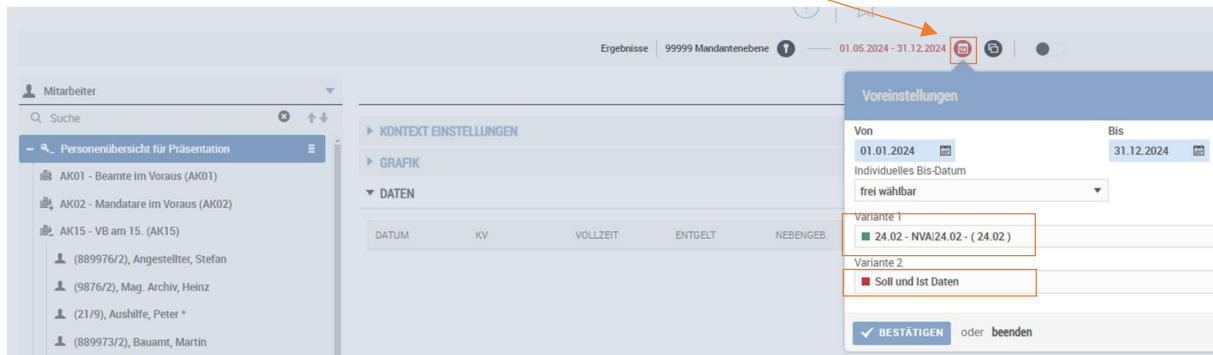 Ergebnisse 99999 Mandantenebene 01.05.2024 - 31.12.2024
Mitarbeiter
Suche
Personenübersicht für Präsentation
AK01 - Beamte im Voraus (AK01)
AK02 - Mandatare im Voraus (AK02)
AK15 - VB am 15. (AK15)
(889976/2), Angestellter, Stefan
(9876/2), Mag. Archiv, Heinz
(21/9), Aushilfe, Peter *
(889973/2), Bauamt, Martin
KONTEXT EINSTELLUNGEN
GRAFIK
DATEN
DATUM KV VOLLZEIT ENTGELT NEBENGEB.
Voreinstellungen
Von Bis
01.01.2024 31.12.2024
Individuelles Bis-Datum
frei wählbar
Variante 1
24.02 - NVA|24.02 - ( 24.02 )
Variante 2
Soll und Ist Daten
BESTÄTIGEN oder beenden